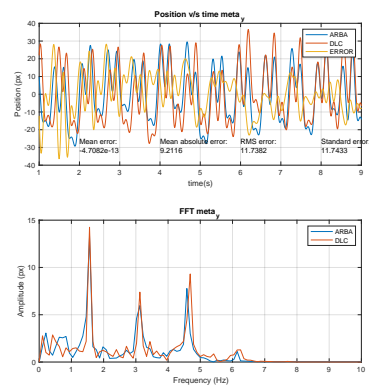 Position v/s time meta_y
ARBA
DLC
ERROR
Position (px)
40
30
20
10
0
-10
-20
-30
-40
Mean error: Mean absolute error: RMS error: Standard error
-4.7082e-13 9.2116 11.7382 11.7433
1 2 3 4 5 6 7 8 9
time(s)
FFT meta_y
ARBA
DLC
Amplitude (px)
15
10
5
0
0 1 2 3 4 5 6 7 8 9 10
Frequency (Hz)